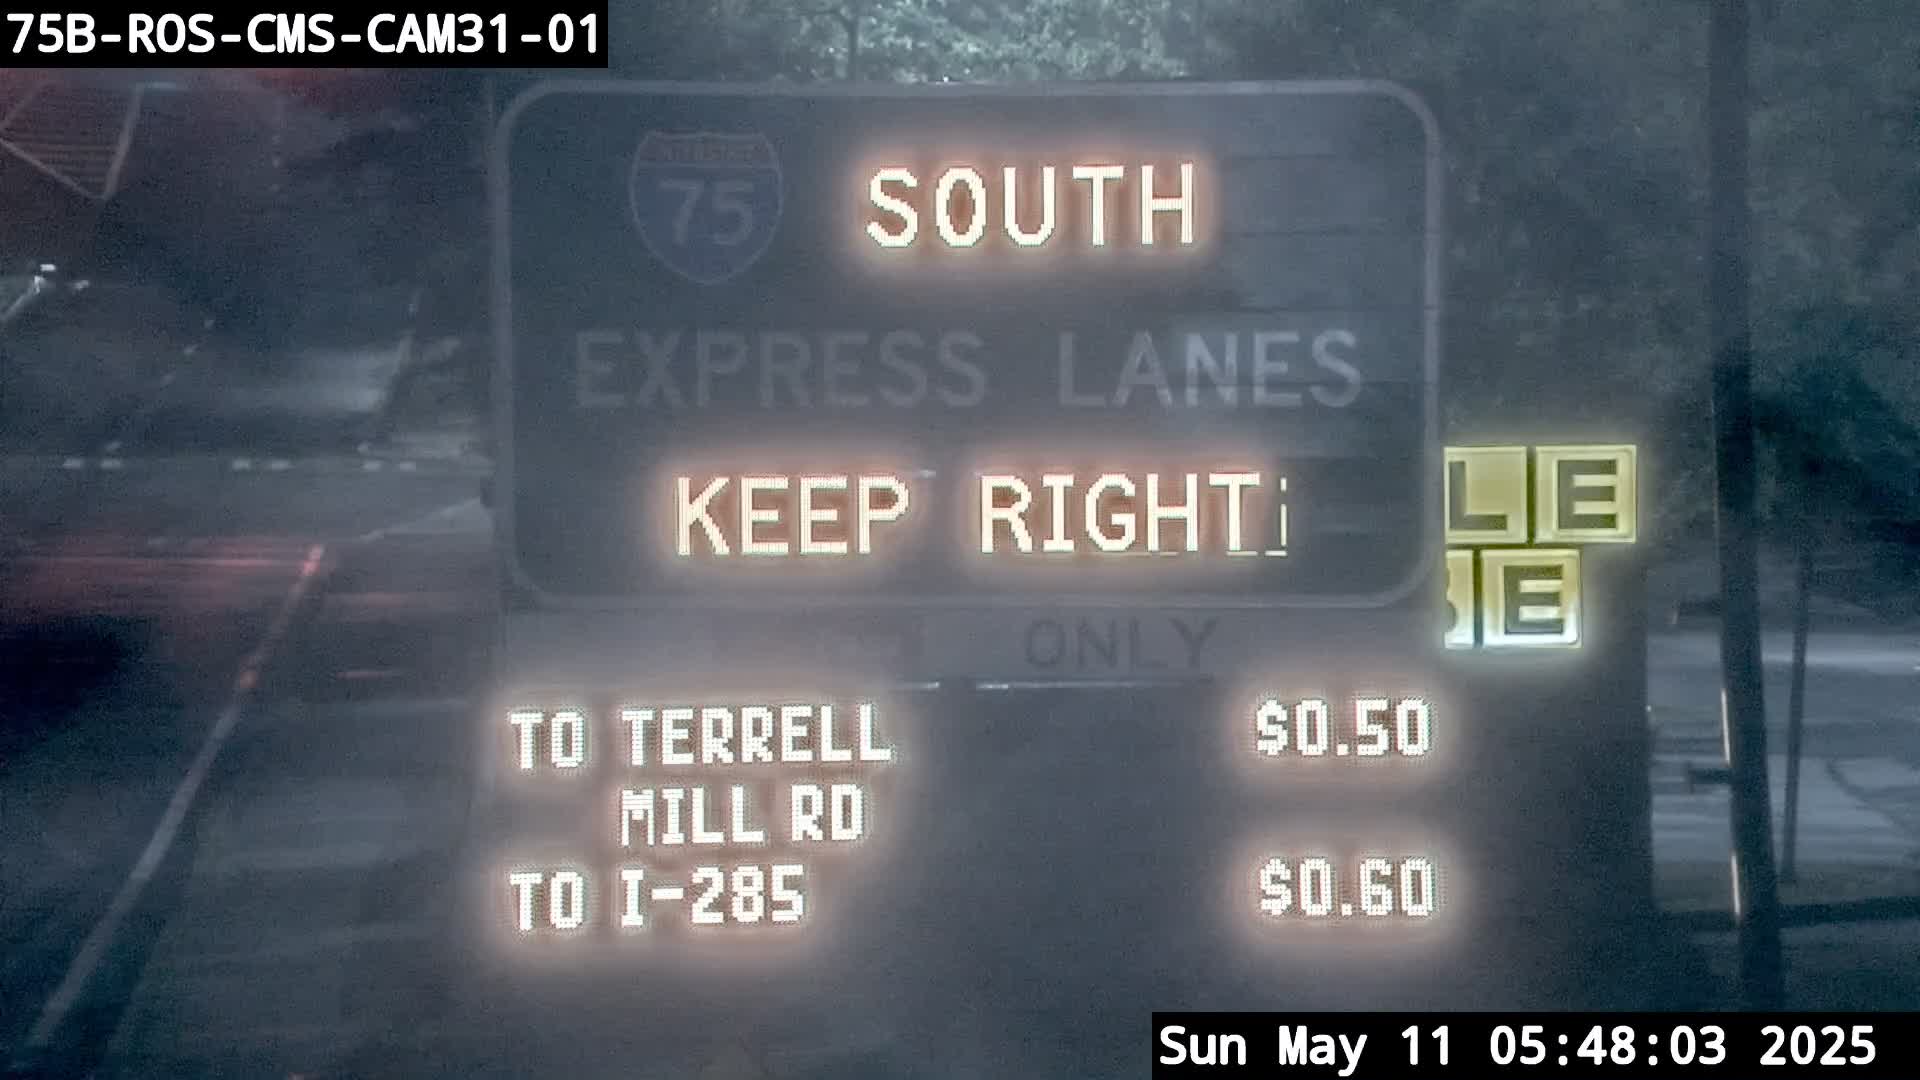 75B-ROS-CMS-CAM31-01
75 SOUTH
EXPRESS LANES
KEEP RIGHT
ONLY
TO TERRELL $0.50
MILL RD
TO I-285 $0.60
LE
E
Sun May 11 05:48:03 2025